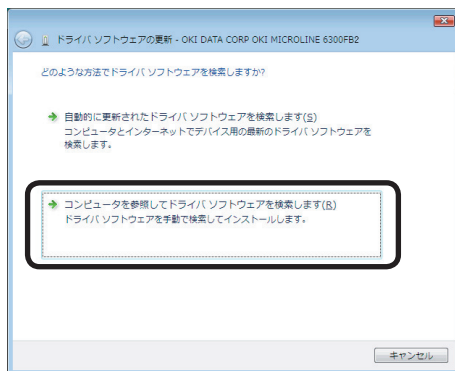 ドライバ ソフトウェアの更新 - OKI DATA CORP OKI MICROLINE 6300FB2
どのような方法でドライバ ソフトウェアを検索しますか?
自動的に更新されたドライバ ソフトウェアを検索します(S)
コンピュータとインターネットでデバイス用の最新のドライバ ソフトウェアを
検索します。
コンピュータを参照してドライバ ソフトウェアを検索します(R)
ドライバ ソフトウェアを手動で検索してインストールします。
キャンセル